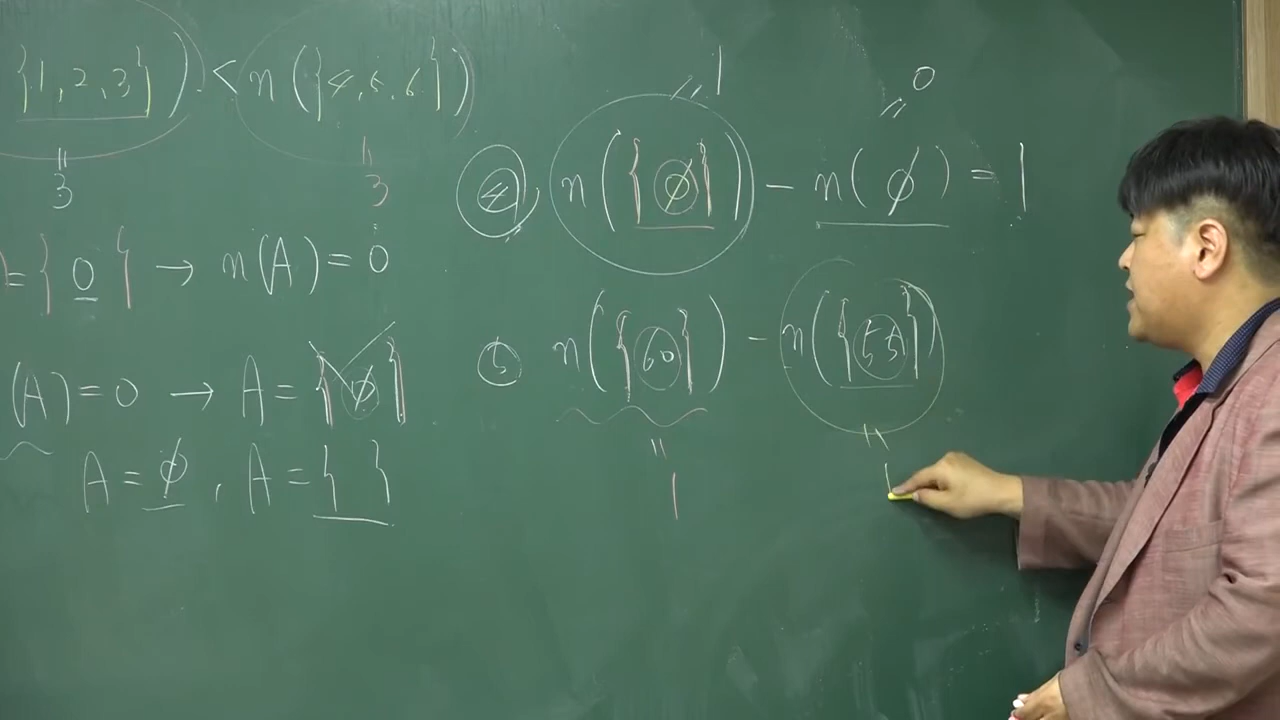 {1, 2, 3}) < n({4, 5, 6})
" 3
" 3
= { 0 } → n(A) = 0
(A) = 0 → A = {∅}
A = ∅ , A = { }
" 1
" 0
④ n({∅}) - n(∅) = 1
⑤ n({60}) - n({55})
" 1
" 1